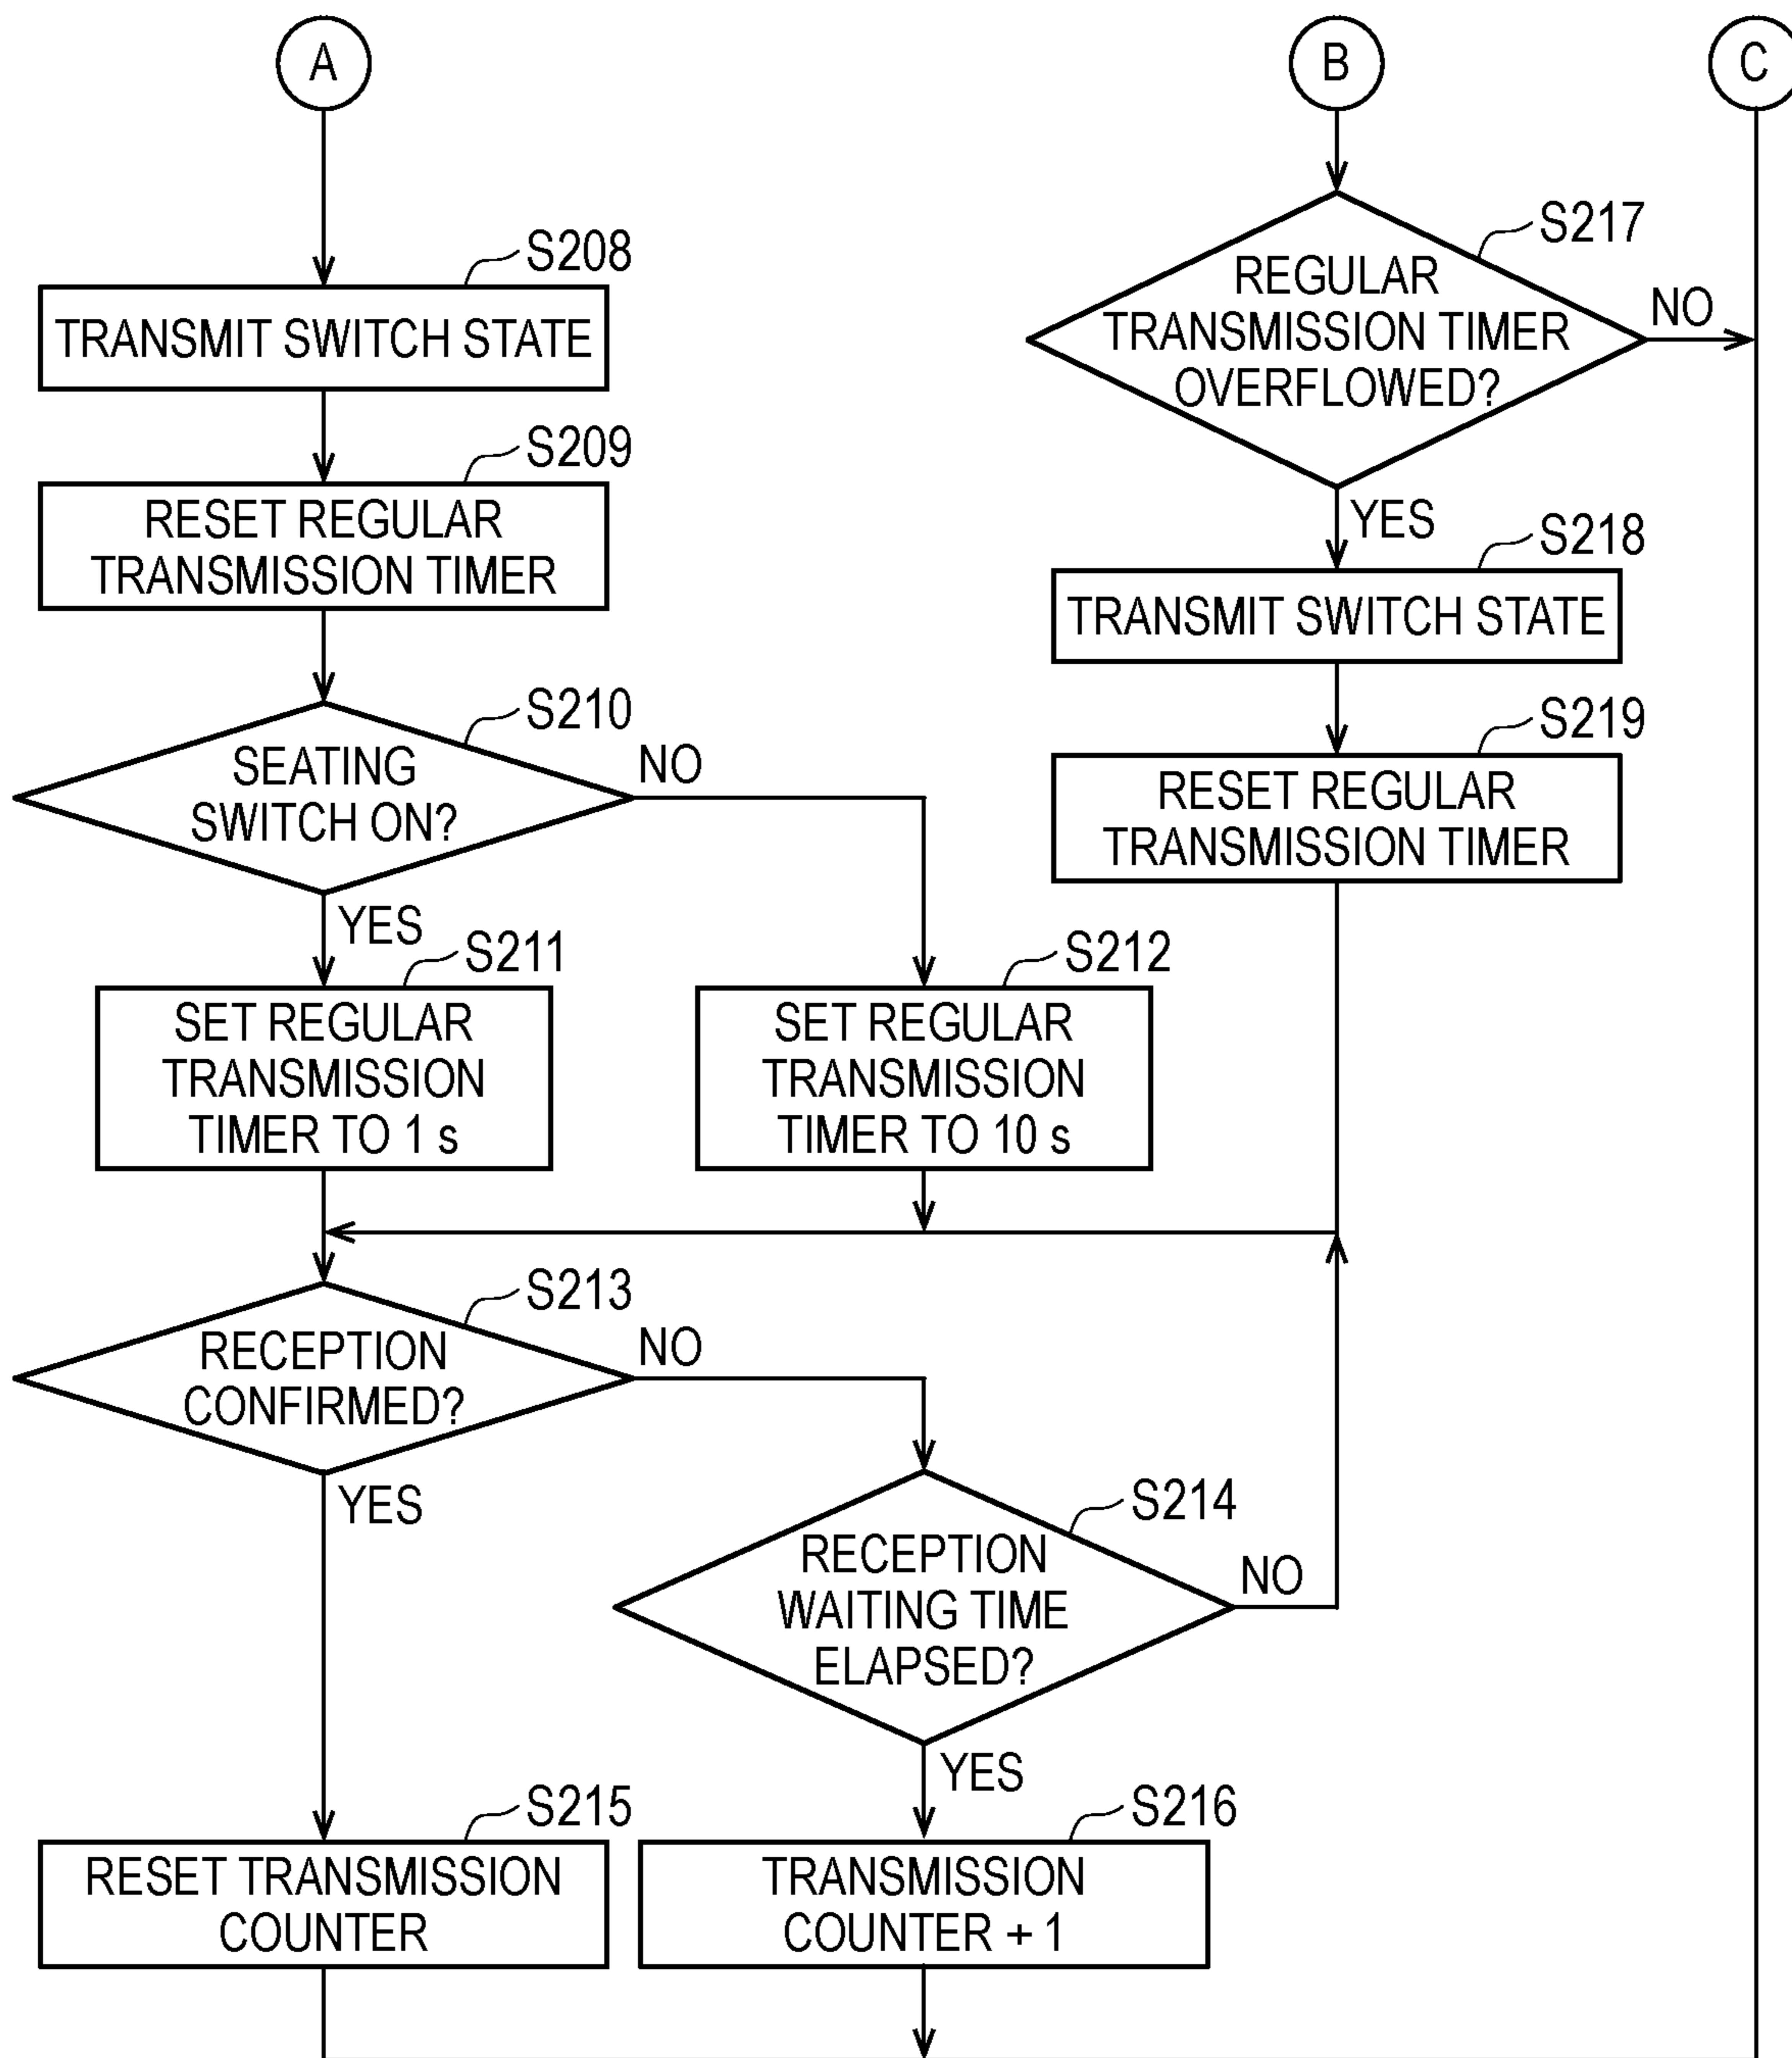 A
B
C
S208
TRANSMIT SWITCH STATE
S209
RESET REGULAR
TRANSMISSION TIMER
S210
SEATING
SWITCH ON?
NO
YES
S211
SET REGULAR
TRANSMISSION
TIMER TO 1 s
S212
SET REGULAR
TRANSMISSION
TIMER TO 10 s
S213
RECEPTION
CONFIRMED?
NO
YES
S214
RECEPTION
WAITING TIME
ELAPSED?
NO
YES
S215
RESET TRANSMISSION
COUNTER
S216
TRANSMISSION
COUNTER + 1
S217
REGULAR
TRANSMISSION TIMER
OVERFLOWED?
NO
YES
S218
TRANSMIT SWITCH STATE
S219
RESET REGULAR
TRANSMISSION TIMER